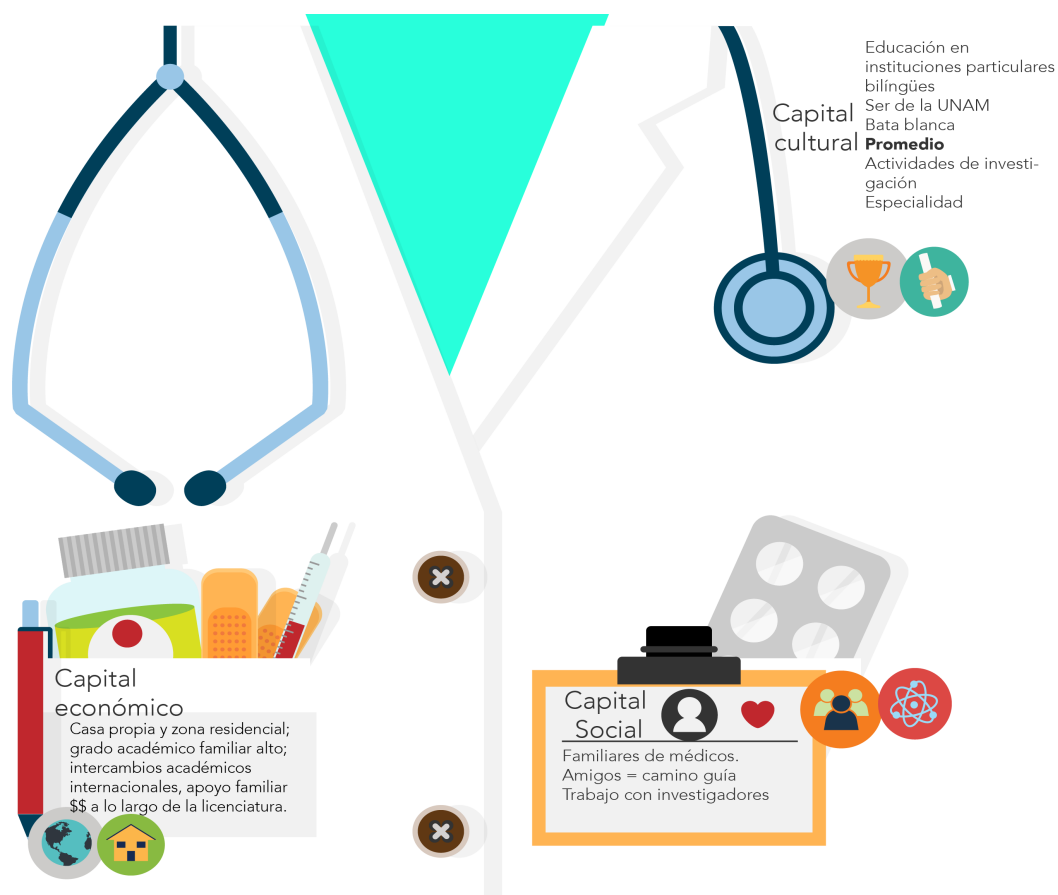 Capital
cultural
Educación en
instituciones particulares
bilíngües
Ser de la UNAM
Bata blanca
Promedio
Actividades de investi-
gación
Especialidad
Capital
económico
Casa propia y zona residencial;
grado académico familiar alto;
intercambios académicos
internacionales, apoyo familiar
$$ a lo largo de la licenciatura.
Capital
Social
Familiares de médicos.
Amigos = camino guía
Trabajo con investigadores